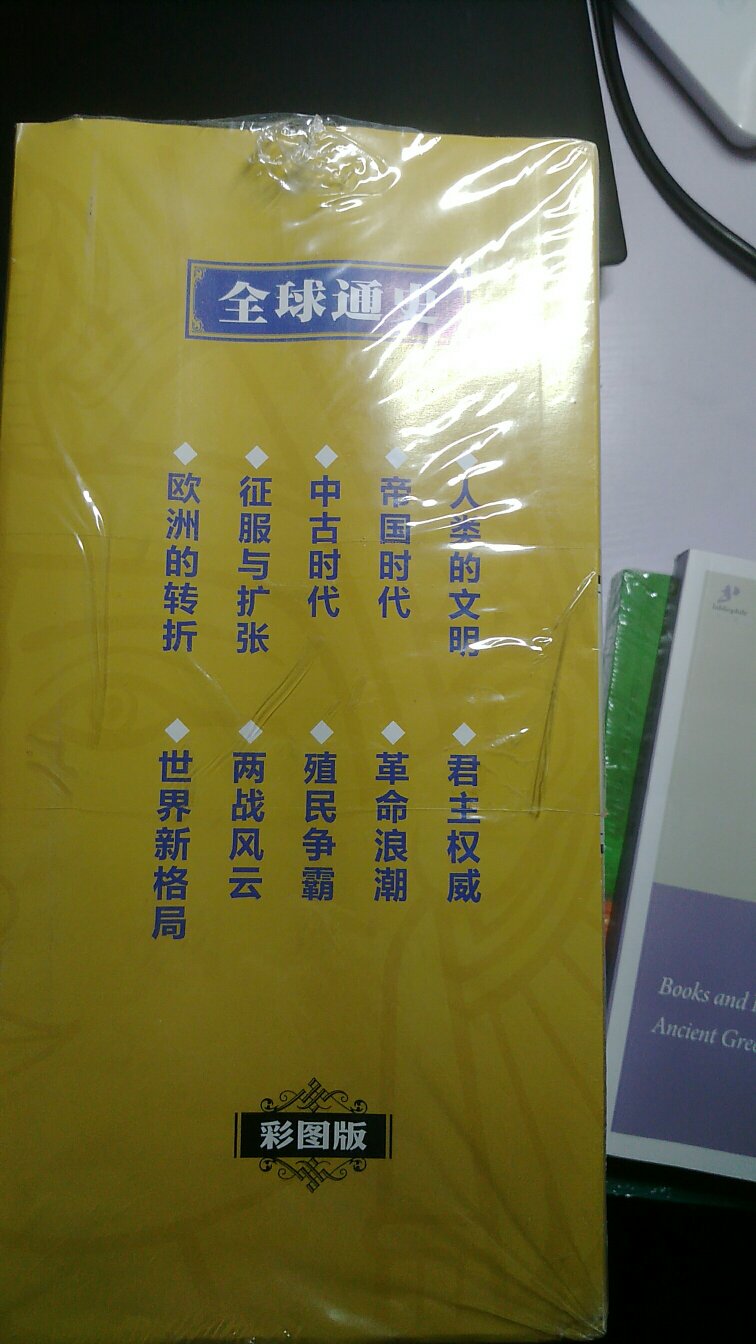 全球通史
人类的文明
帝国时代
中古时代
征服与扩张
欧洲的转折
君主权威
革命浪潮
殖民争霸
两战风云
世界新格局
彩图版
Books and
Ancient